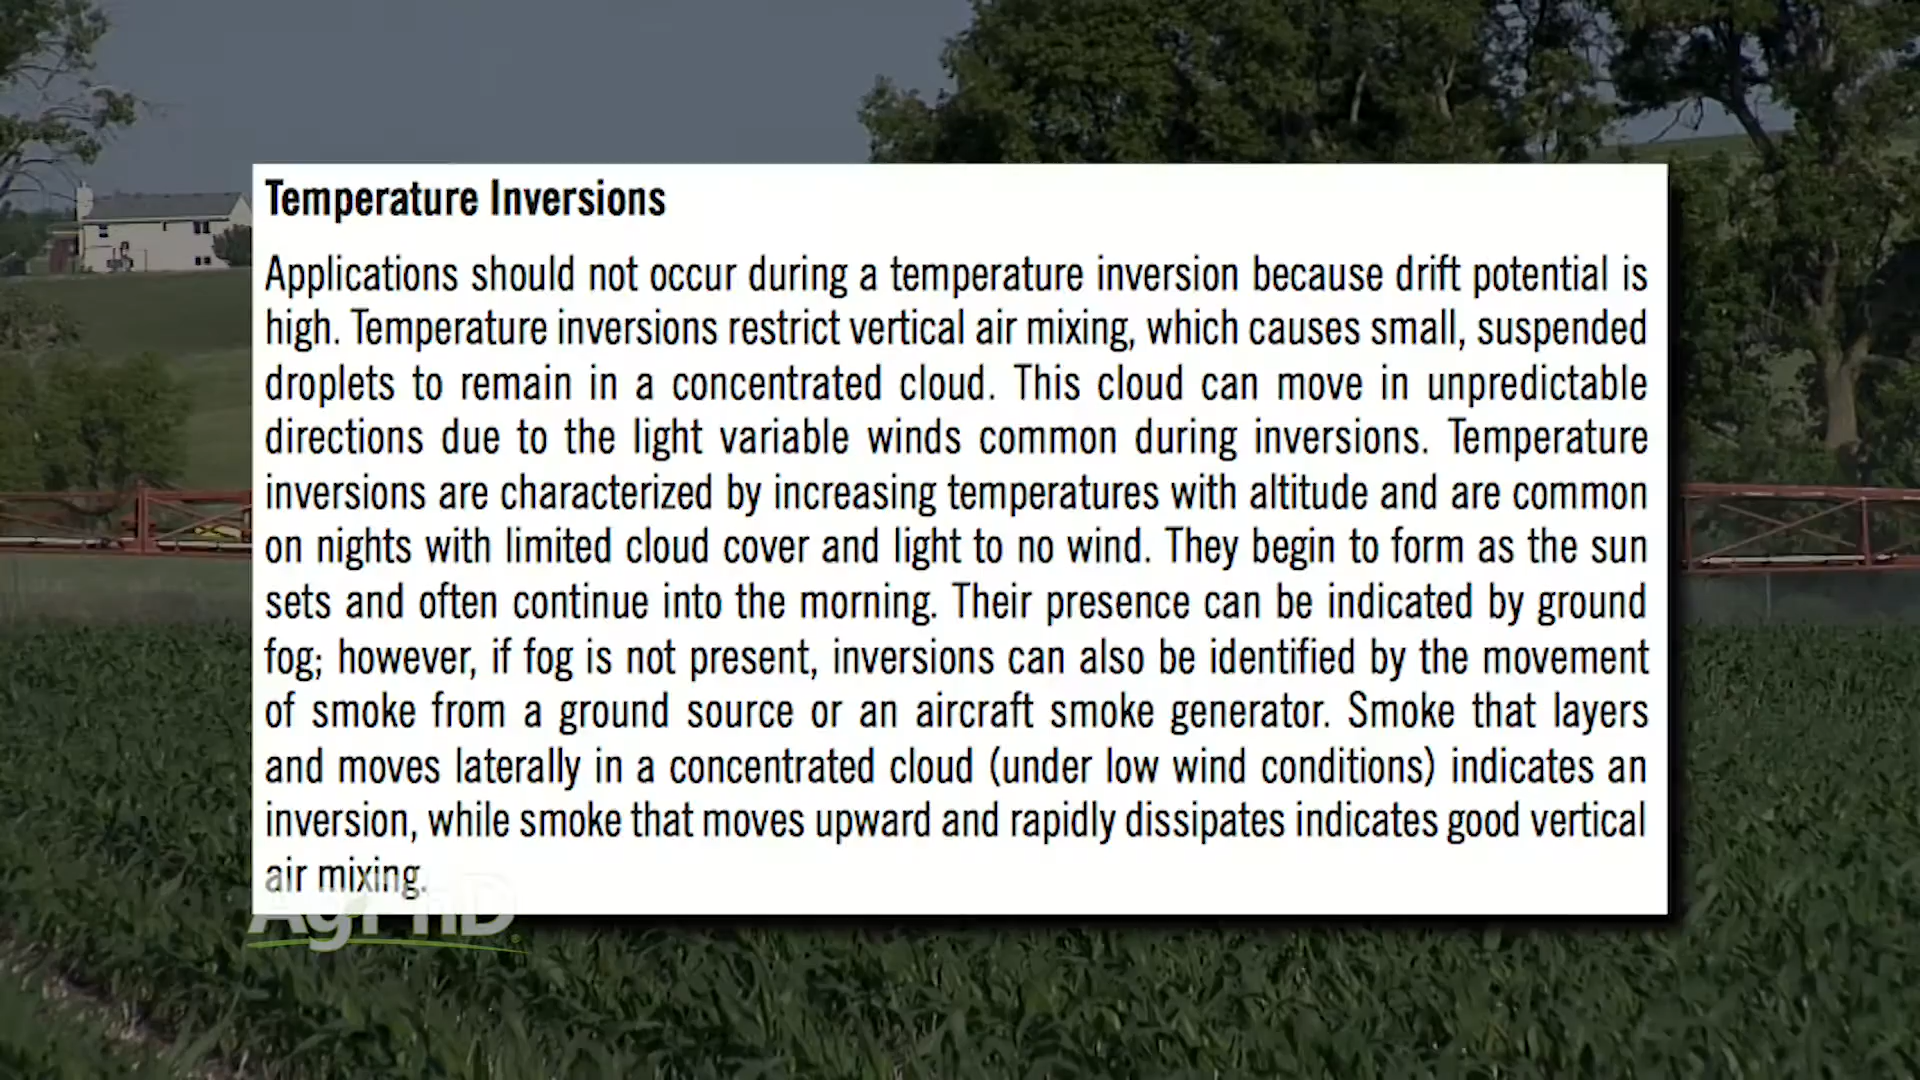 Temperature Inversions
Applications should not occur during a temperature inversion because drift potential is
high. Temperature inversions restrict vertical air mixing, which causes small, suspended
droplets to remain in a concentrated cloud. This cloud can move in unpredictable
directions due to the light variable winds common during inversions. Temperature
inversions are characterized by increasing temperatures with altitude and are common
on nights with limited cloud cover and light to no wind. They begin to form as the sun
sets and often continue into the morning. Their presence can be indicated by ground
fog; however, if fog is not present, inversions can also be identified by the movement
of smoke from a ground source or an aircraft smoke generator. Smoke that layers
and moves laterally in a concentrated cloud (under low wind conditions) indicates an
inversion, while smoke that moves upward and rapidly dissipates indicates good vertical
air mixing.
AgPhD